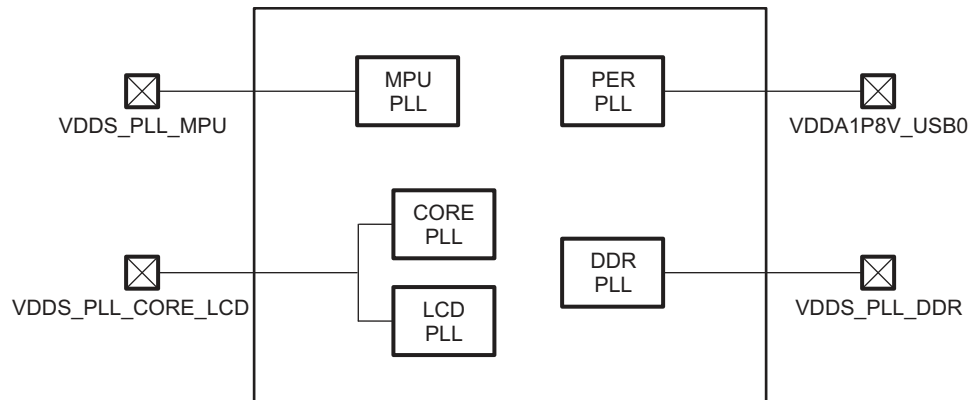 MPU
PLL
PER
PLL
VDDS_PLL_MPU
VDDA1P8V_USB0
CORE
PLL
DDR
PLL
VDDS_PLL_CORE_LCD
LCD
PLL
VDDS_PLL_DDR